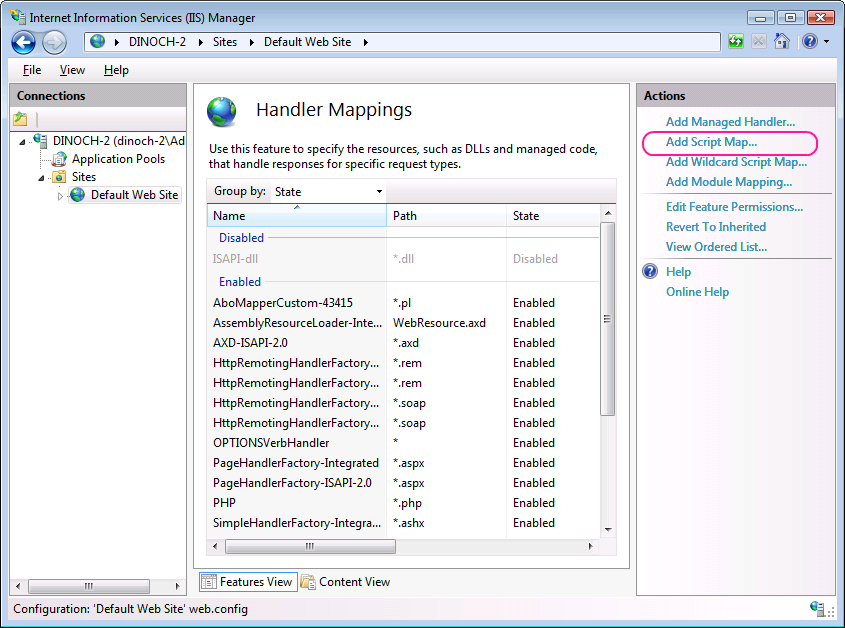 Internet Information Services (IIS) Manager
DINOCH-2 Sites Default Web Site
File View Help
Connections
DINOCH-2 (dinoch-2\Ad
Application Pools
Sites
Default Web Site
Handler Mappings
Use this feature to specify the resources, such as DLLs and managed code,
that handle responses for specific request types.
Group by: State
Name Path State
Disabled
ISAPI-dll *.dll Disabled
Enabled
AboMapperCustom-43415 *.pl Enabled
AssemblyResourceLoader-Inte... WebResource.axd Enabled
AXD-ISAPI-2.0 *.axd Enabled
HttpRemotingHandlerFactory... *.rem Enabled
HttpRemotingHandlerFactory... *.rem Enabled
HttpRemotingHandlerFactory... *.soap Enabled
HttpRemotingHandlerFactory... *.soap Enabled
OPTIONSVerbHandler * Enabled
PageHandlerFactory-Integrated *.aspx Enabled
PageHandlerFactory-ISAPI-2.0 *.aspx Enabled
PHP *.php Enabled
SimpleHandlerFactory-Integra... *.ashx Enabled
Features View Content View
Actions
Add Managed Handler...
Add Script Map...
Add Wildcard Script Map...
Add Module Mapping...
Edit Feature Permissions...
Revert To Inherited
View Ordered List...
Help
Online Help
Configuration: 'Default Web Site' web.config